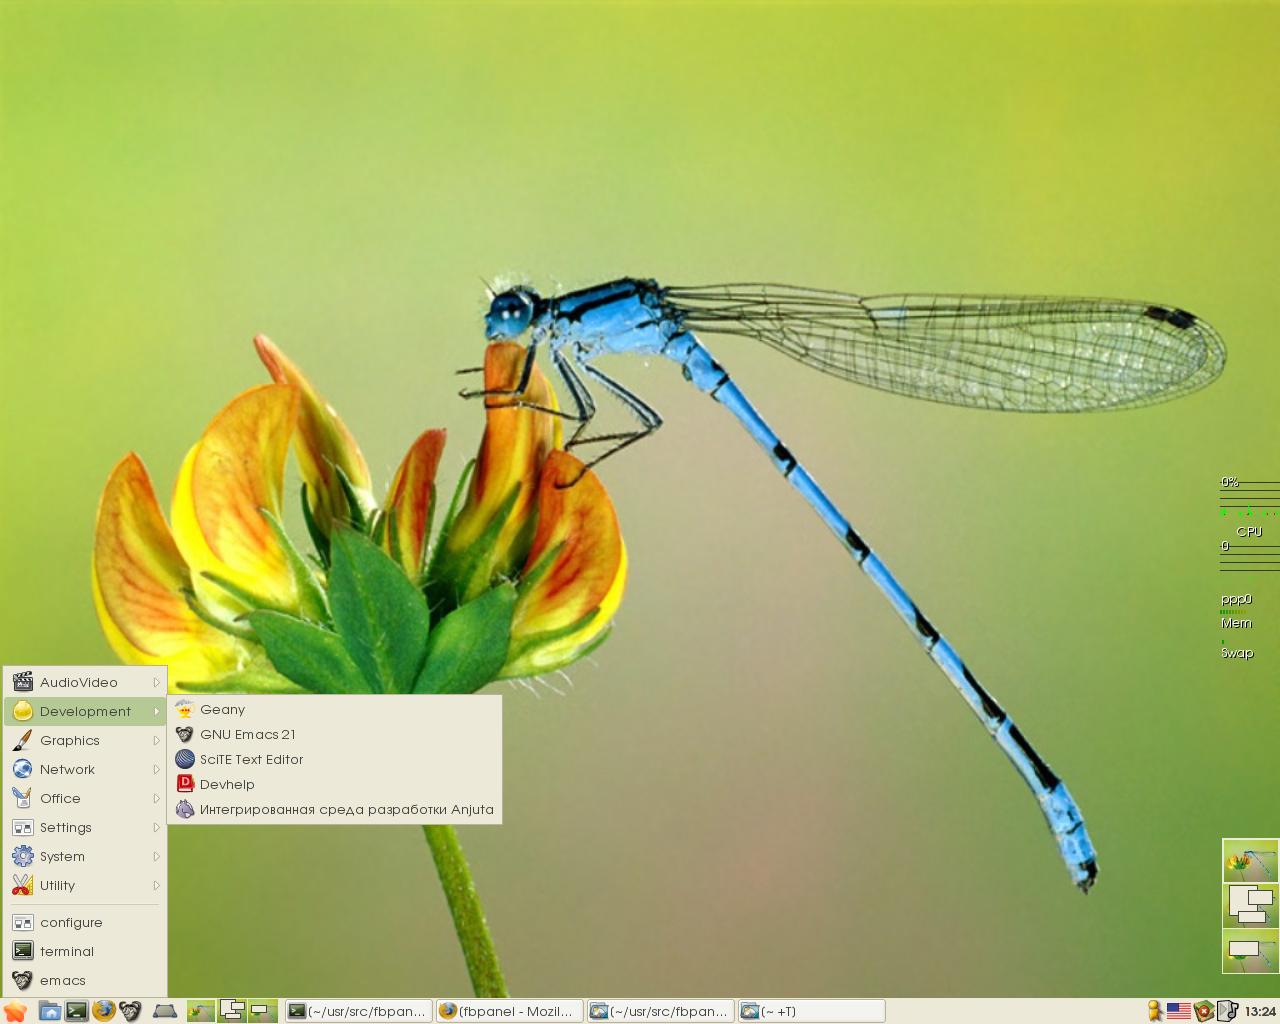 0%
CPU
0
ppp0
Mem
Swap
AudioVideo
Development
Graphics
Network
Office
Settings
System
Utility
configure
terminal
emacs
Geany
GNU Emacs 21
SciTE Text Editor
Devhelp
Интегрированная среда разработки Anjuta
(~/usr/src/fbpan...
(fbpanel - Mozil...
(~/usr/src/fbpan...
(~ +T)
13:24